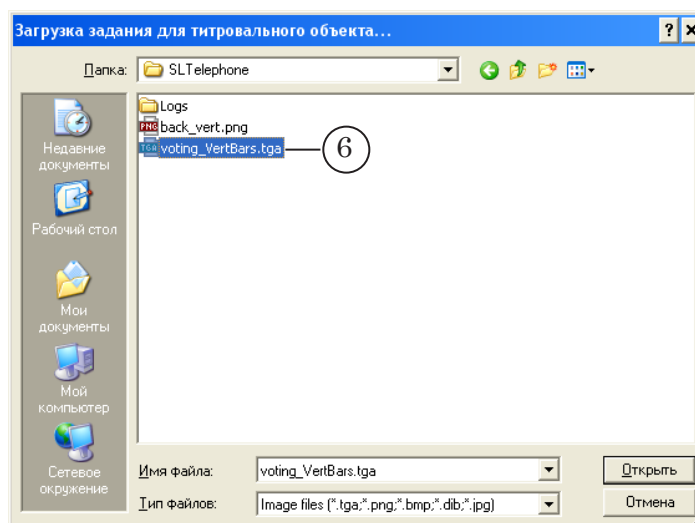 Загрузка задания для титровального объекта...
Папка: SLTelephone
Logs
back_vert.png
voting_VertBars.tga
6
Недавние
документы
Рабочий стол
Мои
документы
Мой
компьютер
Сетевое
окружение
Имя файла: voting_VertBars.tga Открыть
Тип файлов: Image files (*.tga;*.png;*.bmp;*.dib;*.jpg) Отмена